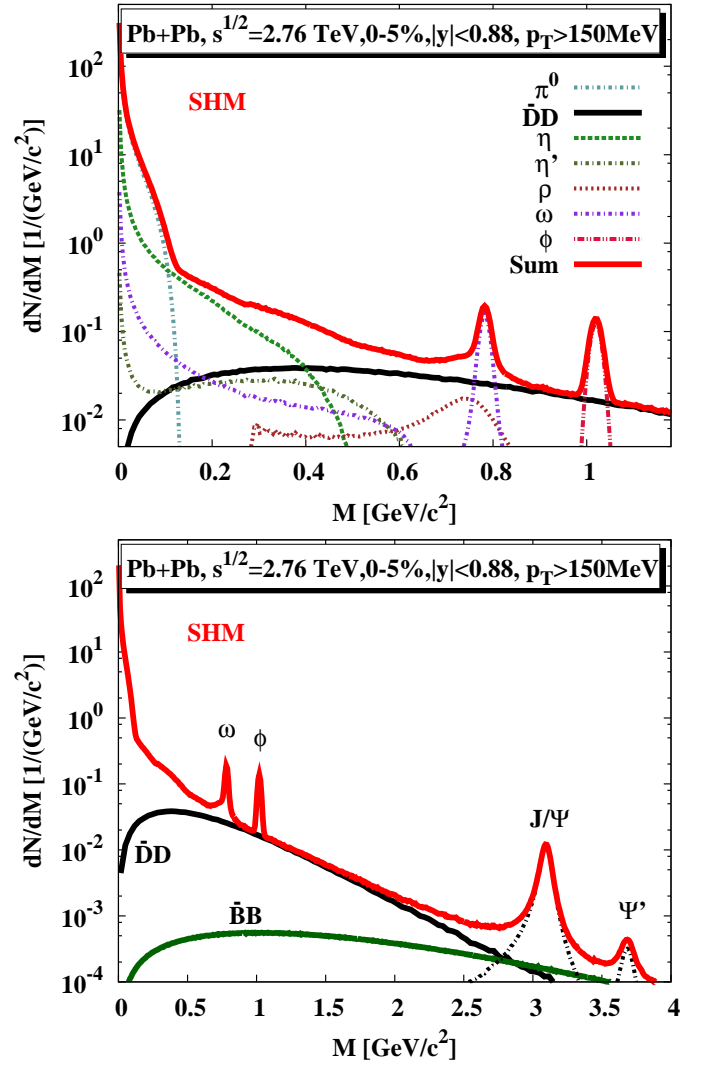 Pb+Pb, s^1/2=2.76 TeV,0-5%,|y|<0.88, p_T>150MeV
SHM
π^0
D̄D
η
η'
ρ
ω
ϕ
Sum
dN/dM [1/(GeV/c^2)]
10^2
10^1
10^0
10^-1
10^-2
0 0.2 0.4 0.6 0.8 1
M [GeV/c^2]
Pb+Pb, s^1/2=2.76 TeV,0-5%,|y|<0.88, p_T>150MeV
SHM
dN/dM [1/(GeV/c^2)]
10^2
10^1
10^0
10^-1
10^-2
10^-3
10^-4
ω ϕ
J/Ψ
D̄D
B̄B
Ψ'
0 0.5 1 1.5 2 2.5 3 3.5 4
M [GeV/c^2]